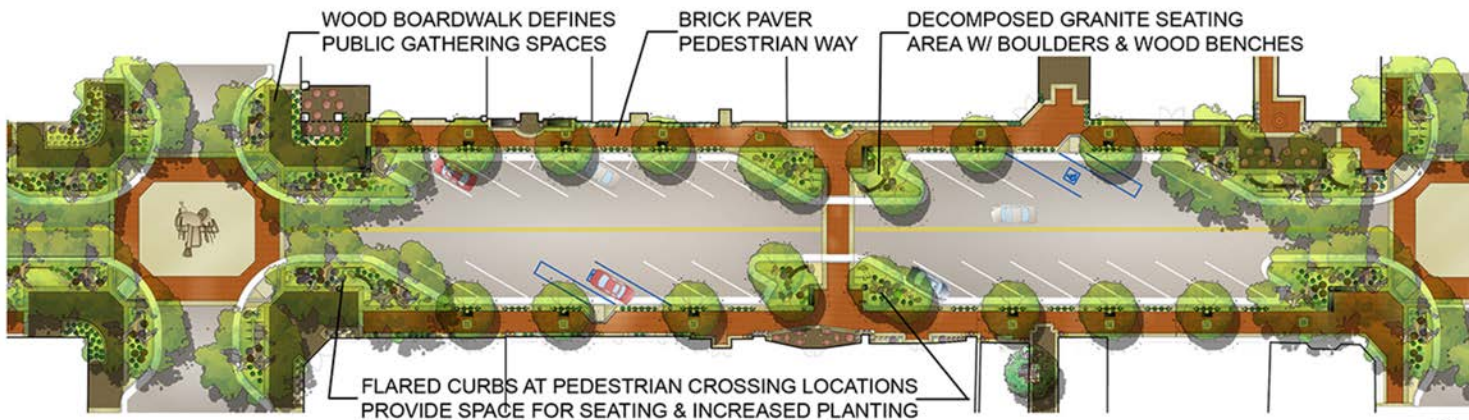 WOOD BOARDWALK DEFINES
PUBLIC GATHERING SPACES
BRICK PAVER
PEDESTRIAN WAY
DECOMPOSED GRANITE SEATING
AREA W/ BOULDERS & WOOD BENCHES
FLARED CURBS AT PEDESTRIAN CROSSING LOCATIONS
PROVIDE SPACE FOR SEATING & INCREASED PLANTING